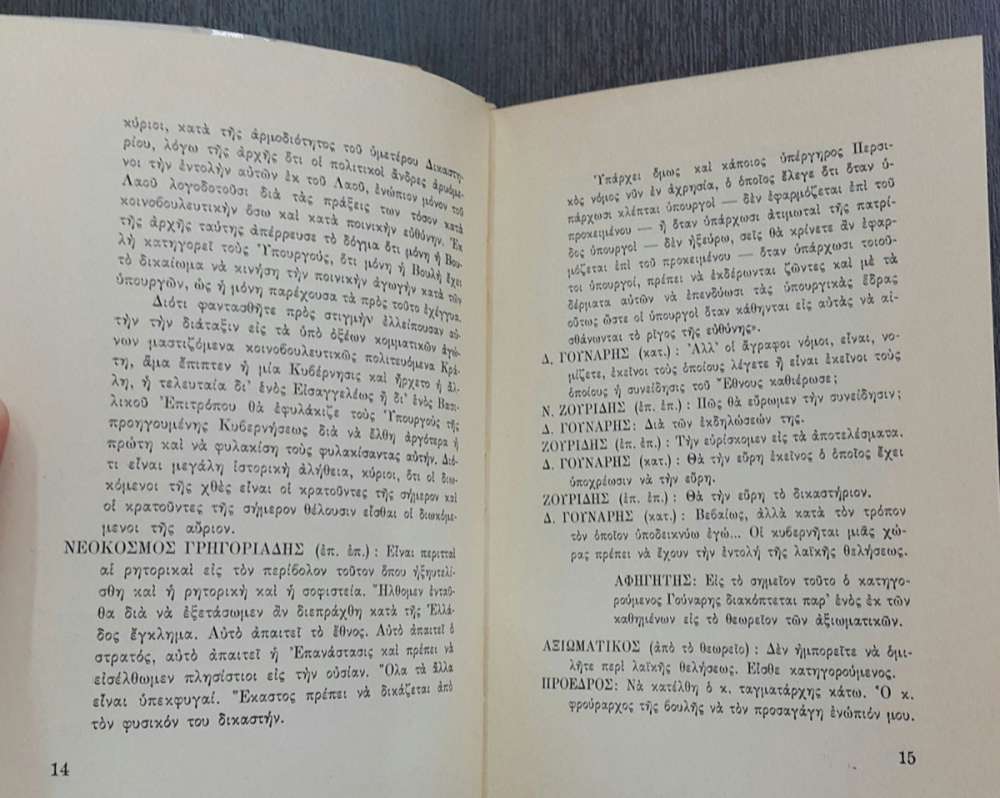 κύριοι, κατὰ τῆς ἁρμοδιότητος τοῦ ὑμετέρου Δικαστη-
ρίου, λόγω τῆς ἀρχῆς ὅτι οἱ πολιτικοὶ ἄνδρες ἀρυόμε-
νοι τὴν ἐντολὴν αὐτῶν ἐκ τοῦ Λαοῦ, ἐνώπιον μόνον τοῦ
Λαοῦ λογοδοτοῦσι διὰ τὰς πράξεις των τόσον κατὰ
κοινοβουλευτικὴν ὅσω καὶ κατὰ ποινικὴν εὐθύνην. Ἐκ
τῆς ἀρχῆς ταύτης ἀπέρρευσε τὸ δόγμα ὅτι μόνη ἡ Βου-
λὴ κατηγορεῖ τοὺς Ὑπουργούς, ὅτι μόνη ἡ Βουλὴ ἔχει
τὸ δικαίωμα νὰ κινήση τὴν ποινικὴν ἀγωγὴν κατὰ τῶν
ὑπουργῶν, ὡς ἡ μόνη παρέχουσα τὰ πρὸς τοῦτο ἐχέγγυα.
Διότι φαντασθῆτε πρὸς στιγμὴν ἐλλείπουσαν αὐ-
τὴν τὴν διάταξιν εἰς τὰ ὑπὸ ὀξέων κομματικῶν ἀγώ-
νων μαστιζόμενα κοινοβουλευτικῶς πολιτευόμενα Κρά-
τη, ἅμα ἔπιπτεν ἡ μία Κυβέρνησις καὶ ἤρχετο ἡ ἄλ-
λη, ἡ τελευταία δι' ἑνὸς Εἰσαγγελέως ἢ δι' ἑνὸς Βασι-
λικοῦ Ἐπιτρόπου θὰ ἐφυλάκιζε τοὺς Ὑπουργοὺς τῆς
προηγουμένης Κυβερνήσεως διὰ νὰ ἔλθη ἀργότερα ἡ
πρώτη καὶ νὰ φυλακίση τοὺς φυλακίσαντας αὐτήν. Διό-
τι εἶναι μεγάλη ἱστορικὴ ἀλήθεια, κύριοι, ὅτι οἱ διω-
κόμενοι τῆς χθὲς εἶναι οἱ κρατοῦντες τῆς σήμερον καὶ
οἱ κρατοῦντες τῆς σήμερον θέλουσιν εἶσθαι οἱ διωκόμε-
μενοι τῆς αὔριον.
ΝΕΟΚΟΣΜΟΣ ΓΡΗΓΟΡΙΑΔΗΣ (ἐπ. ἐπ.) : Εἶναι περιτταὶ
αἱ ρητορικαὶ εἰς τὸν περίβολον τοῦτον ὅπου ἠξηυτελί-
σθη καὶ ἡ ρητορικὴ καὶ ἡ σοφιστεία. Ἤλθομεν ἐνταῦ-
θα διὰ νὰ ἐξετάσωμεν ἂν διεπράχθη κατὰ τῆς Ἑλλά-
δος ἔγκλημα. Αὐτὸ ἀπαιτεῖ τὸ ἔθνος. Αὐτὸ ἀπαιτεῖ ὁ
στρατός, αὐτὸ ἀπαιτεῖ ἡ Ἐπανάστασις καὶ πρέπει νὰ
εἰσέλθωμεν πλησίστιοι εἰς τὴν οὐσίαν. Ὅλα τὰ ἄλλα
εἶναι ὑπεκφυγαί. Ἕκαστος πρέπει νὰ δικάζεται ἀπὸ
τὸν φυσικόν του δικαστήν.
14
Ὑπάρχει ὅμως καὶ κάποιος ὑπέργηρος Περσι-
κὸς νόμος νῦν ἐν ἀχρησία, ὁ ὁποῖος ἔλεγε ὅτι ὅταν ὑ-
πάρχωσι κλέπται ὑπουργοὶ — δὲν ἐφαρμόζεται ἐπὶ τοῦ
προκειμένου — ἢ ὅταν ὑπάρχωσι ἀτιμωταὶ τῆς πατρί-
δος ὑπουργοὶ — δὲν ἠξεύρω, σεῖς θὰ κρίνετε ἂν ἐφαρ-
μόζεται ἐπὶ τοῦ προκειμένου — ὅταν ὑπάρχωσι τοιοῦ-
τοι ὑπουργοί, πρέπει νὰ ἐκδέρωνται ζῶντες καὶ μὲ τὰ
δέρματα αὐτῶν νὰ ἐπενδύωσι τὰς ὑπουργικὰς ἕδρας
οὕτως ὥστε οἱ ὑπουργοὶ ὅταν κάθηνται εἰς αὐτὰς νὰ αἰ-
σθάνωνται τὸ ρῖγος τῆς εὐθύνης».
Δ. ΓΟΥΝΑΡΗΣ (κατ.) : Ἀλλ' οἱ ἄγραφοι νόμοι, εἶναι, νο-
μίζετε, ἐκεῖνοι τοὺς ὁποίους λέγετε ἢ εἶναι ἐκεῖνοι τοὺς
ὁποίους ἡ συνείδησις τοῦ Ἔθνους καθιέρωσε;
Ν. ΖΟΥΡΙΔΗΣ (ἐπ. ἐπ.) : Πῶς θὰ εὕρωμεν τὴν συνείδησιν;
Δ. ΓΟΥΝΑΡΗΣ: Διὰ τῶν ἐκδηλώσεών της.
ΖΟΥΡΙΔΗΣ (ἐπ. ἐπ.) : Τὴν εὑρίσκομεν εἰς τὰ ἀποτελέσματα.
Δ. ΓΟΥΝΑΡΗΣ (κατ.) : Θὰ τὴν εὕρη ἐκεῖνος ὁ ὁποῖος ἔχει
ὑποχρέωσιν νὰ τὴν εὕρη.
ΖΟΥΡΙΔΗΣ (ἐπ. ἐπ.) : Θὰ τὴν εὕρη τὸ δικαστήριον.
Δ. ΓΟΥΝΑΡΗΣ (κατ.) : Βεβαίως, ἀλλὰ κατὰ τὸν τρόπον
τὸν ὁποῖον ὑποδεικνύω ἐγώ... Οἱ κυβερνῆται μιᾶς χώ-
ρας πρέπει νὰ ἔχουν τὴν ἐντολὴ τῆς λαϊκῆς θελήσεως.
ΑΦΗΓΗΤΗΣ: Εἰς τὸ σημεῖον τοῦτο ὁ κατηγο-
ρούμενος Γούναρης διακόπτεται παρ' ἑνὸς ἐκ τῶν
καθημένων εἰς τὸ θεωρεῖον τῶν ἀξιωματικῶν.
ΑΞΙΩΜΑΤΙΚΟΣ (ἀπὸ τὸ θεωρεῖο) : Δὲν ἠμπορεῖτε νὰ ὁμι-
λῆτε περὶ λαϊκῆς θελήσεως. Εἶσθε κατηγορούμενος.
ΠΡΟΕΔΡΟΣ: Νὰ κατέλθη ὁ κ. ταγματάρχης κάτω. Ὁ κ.
φρούραρχος τῆς βουλῆς νὰ τὸν προσαγάγη ἐνώπιόν μου.
15